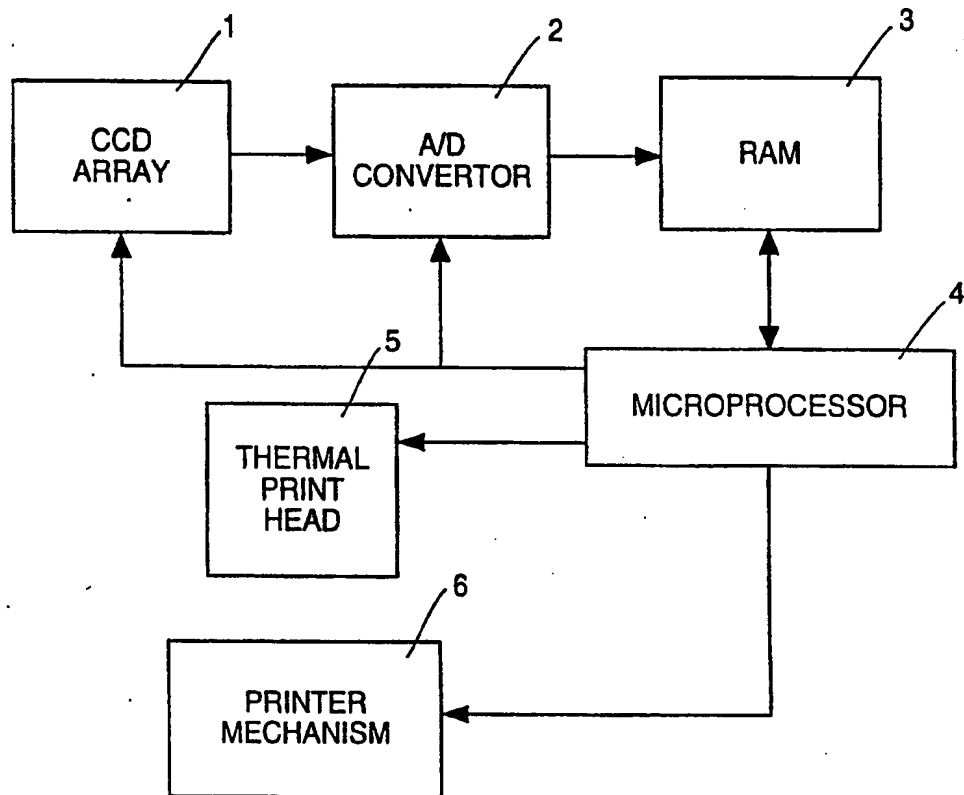 1
2
3
CCD
ARRAY
A/D
CONVERTOR
RAM
4
5
MICROPROCESSOR
THERMAL
PRINT
HEAD
6
PRINTER
MECHANISM